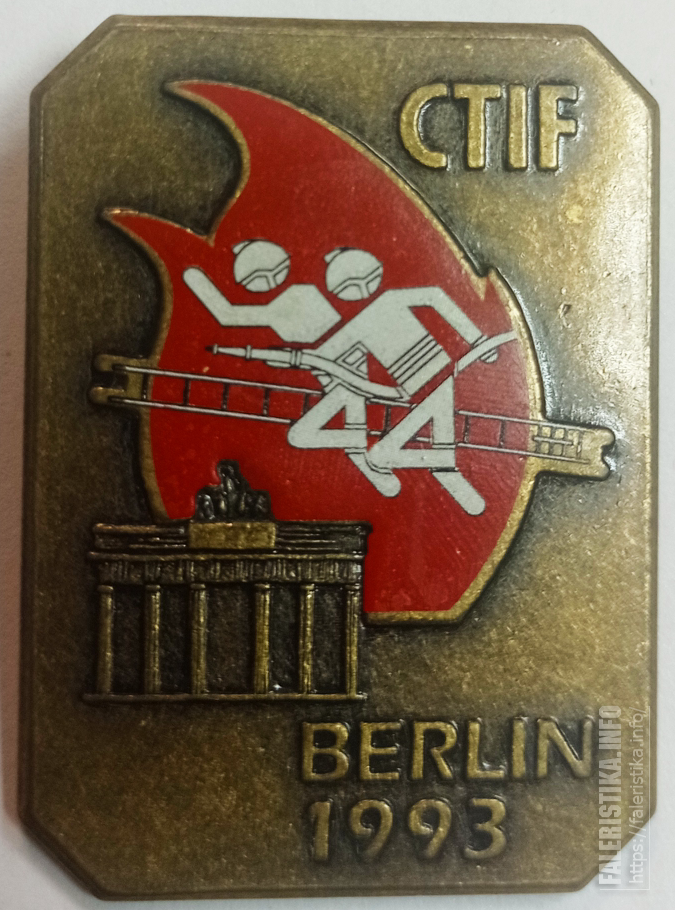 CTIF
BERLIN
1993
FALERISTIKA.INFO
https://faleristika.info/